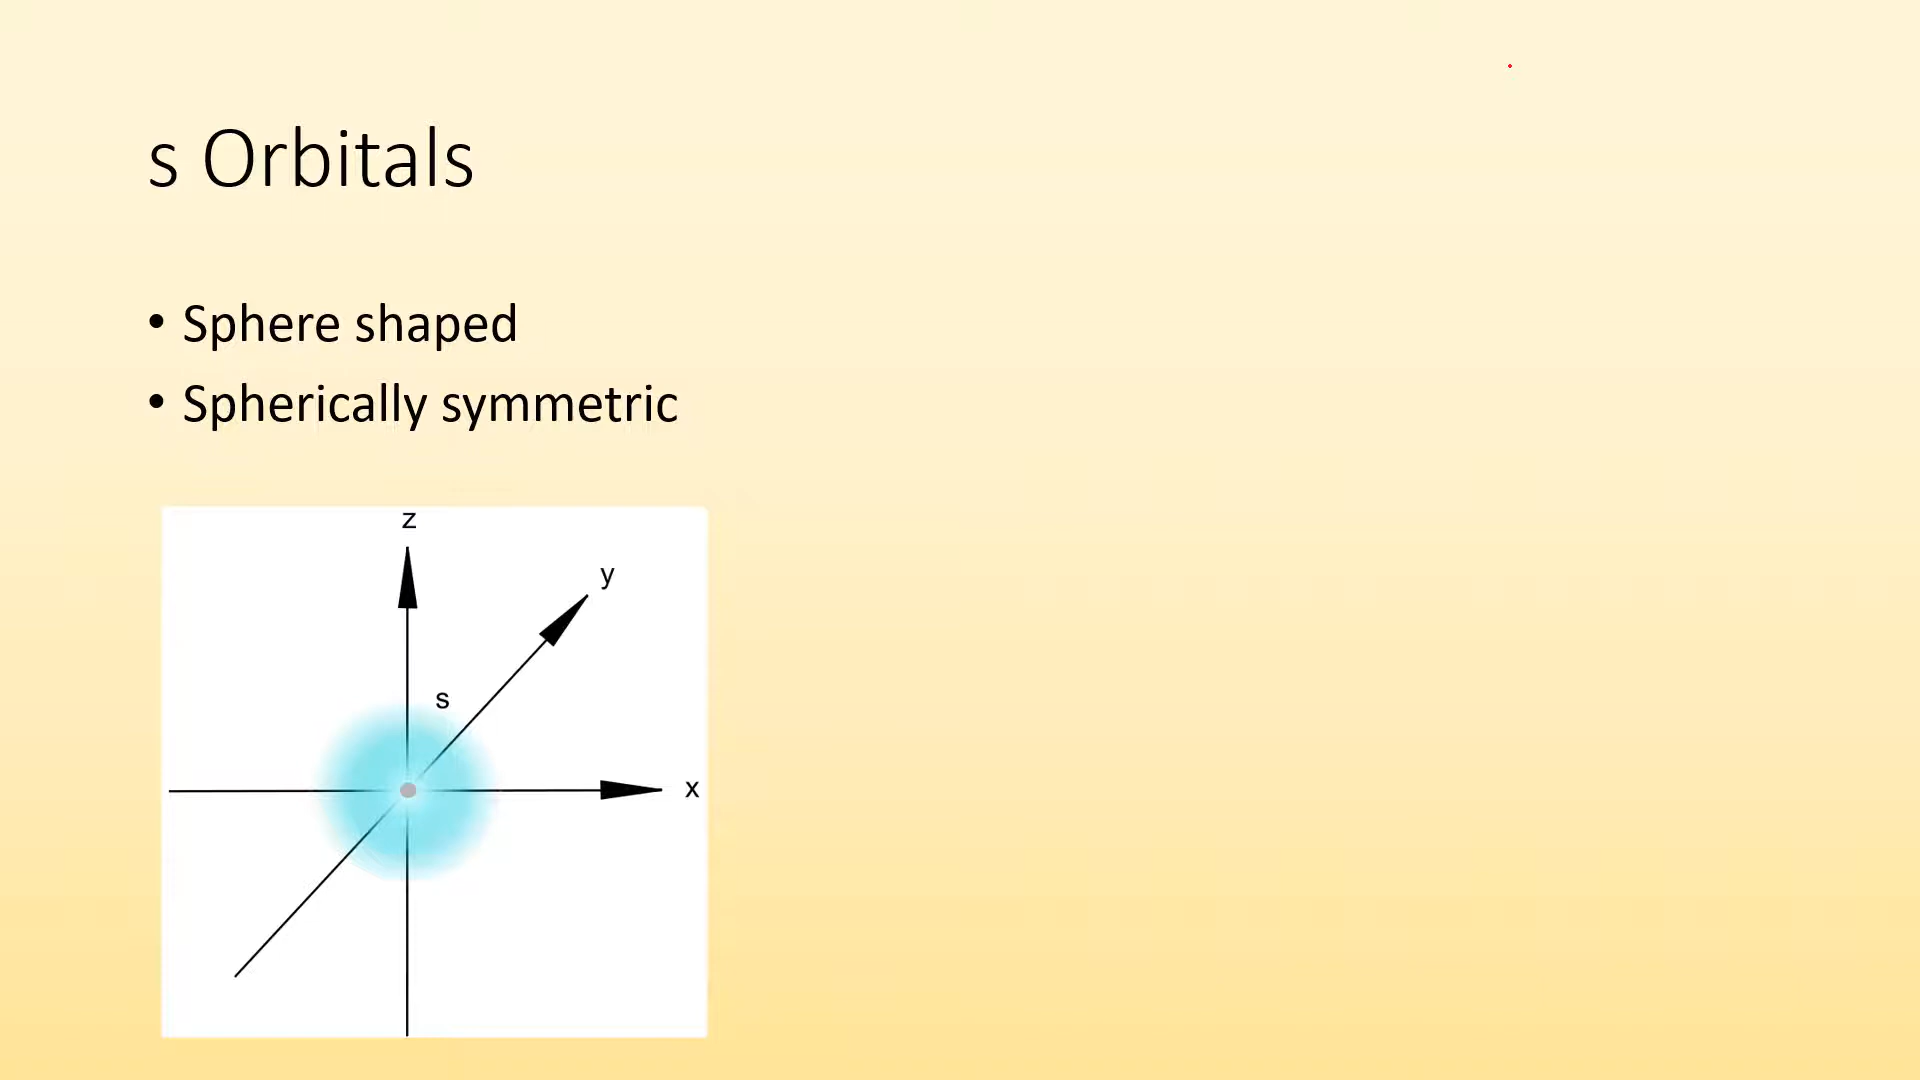 s Orbitals
• Sphere shaped
• Spherically symmetric
z
y
s
x